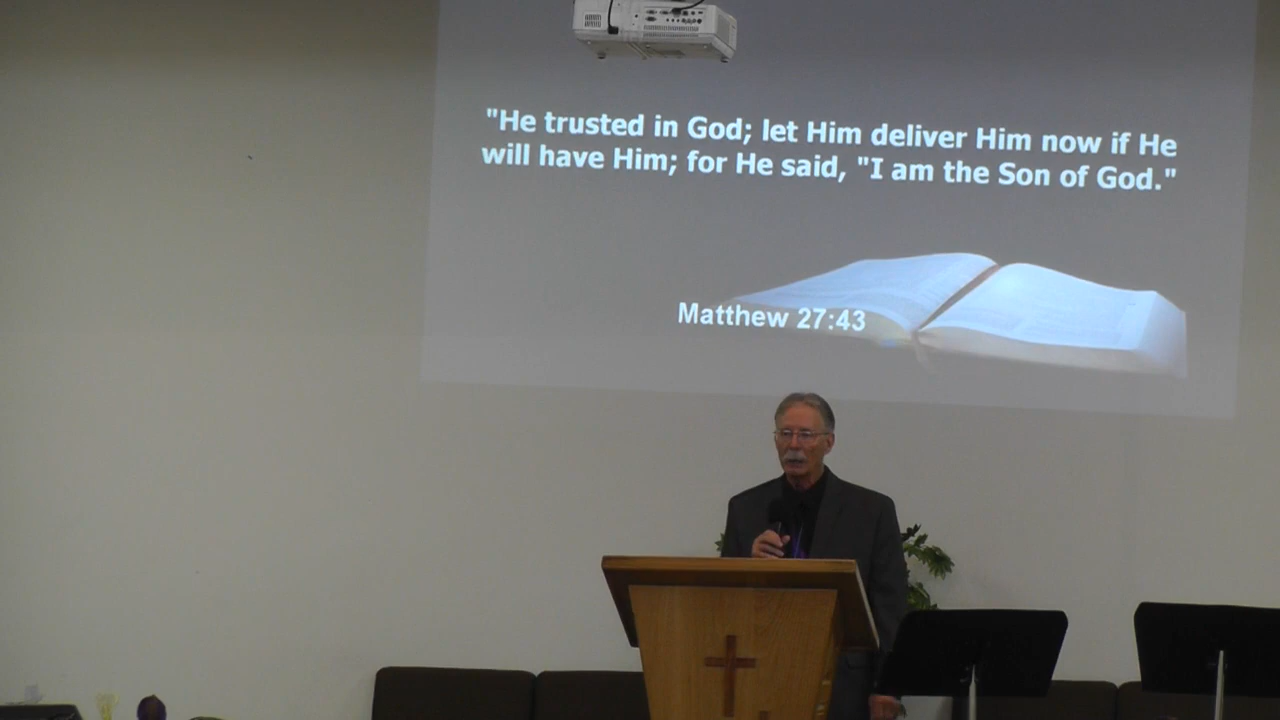 "He trusted in God; let Him deliver Him now if He
will have Him; for He said, "I am the Son of God."
Matthew 27:43